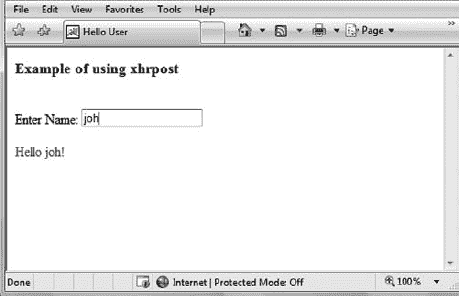 File Edit View Favorites Tools Help
Hello User
Page
Example of using xhrpost
Enter Name: joh
Hello joh!
Done Internet | Protected Mode: Off 100%